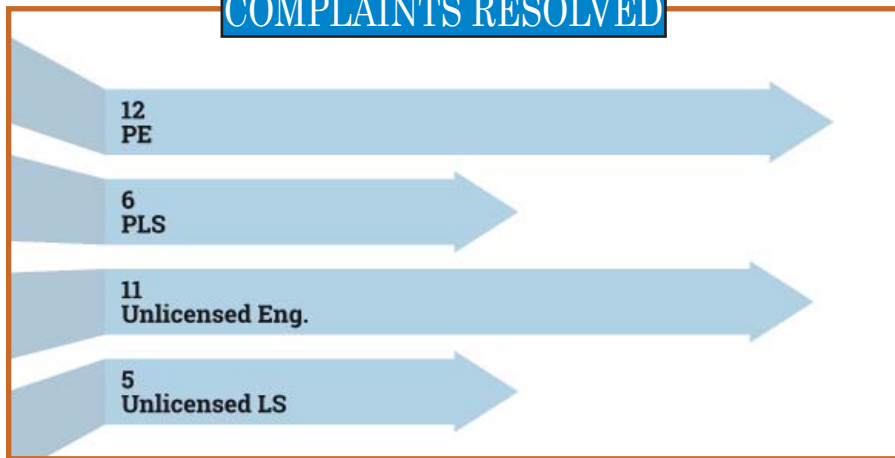 COMPLAINTS RESOLVED
12
PE
6
PLS
11
Unlicensed Eng.
5
Unlicensed LS